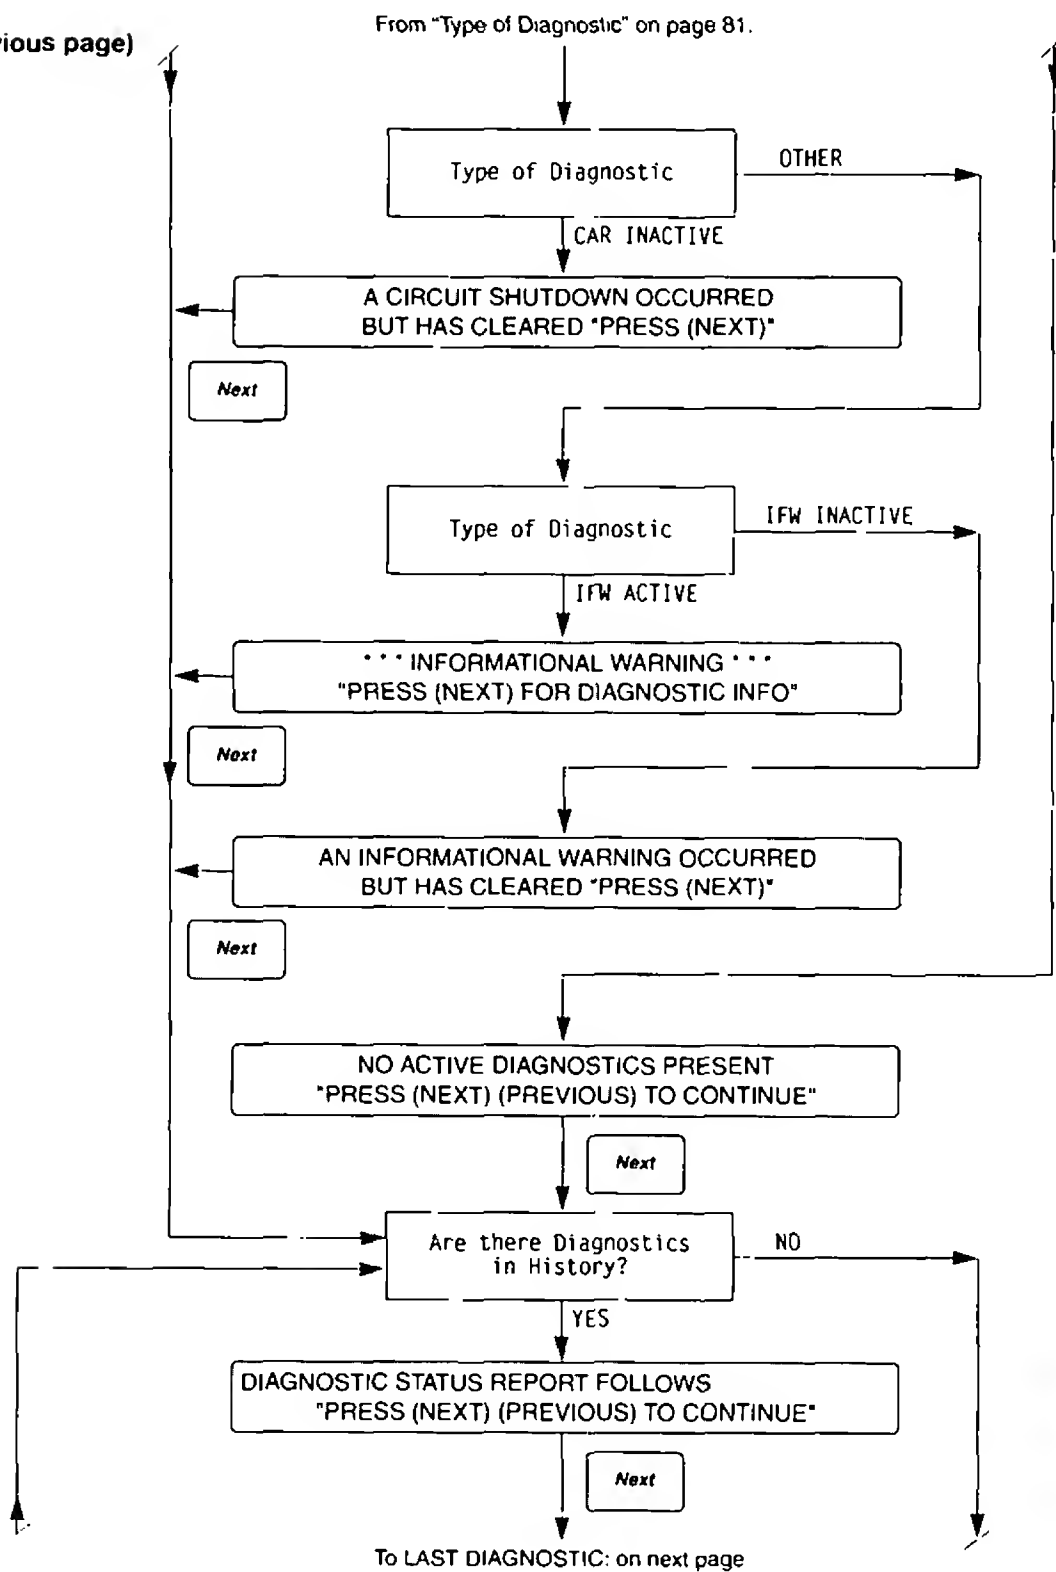 From "Type of Diagnostic" on page 81.
vious page)
Type of Diagnostic
OTHER
CAR INACTIVE
A CIRCUIT SHUTDOWN OCCURRED
BUT HAS CLEARED "PRESS (NEXT)"
Next
Type of Diagnostic
IFW INACTIVE
IFW ACTIVE
* * * INFORMATIONAL WARNING * * *
"PRESS (NEXT) FOR DIAGNOSTIC INFO"
Next
AN INFORMATIONAL WARNING OCCURRED
BUT HAS CLEARED "PRESS (NEXT)"
Next
NO ACTIVE DIAGNOSTICS PRESENT
"PRESS (NEXT) (PREVIOUS) TO CONTINUE"
Next
Are there Diagnostics
in History?
NO
YES
DIAGNOSTIC STATUS REPORT FOLLOWS
"PRESS (NEXT) (PREVIOUS) TO CONTINUE"
Next
To LAST DIAGNOSTIC: on next page